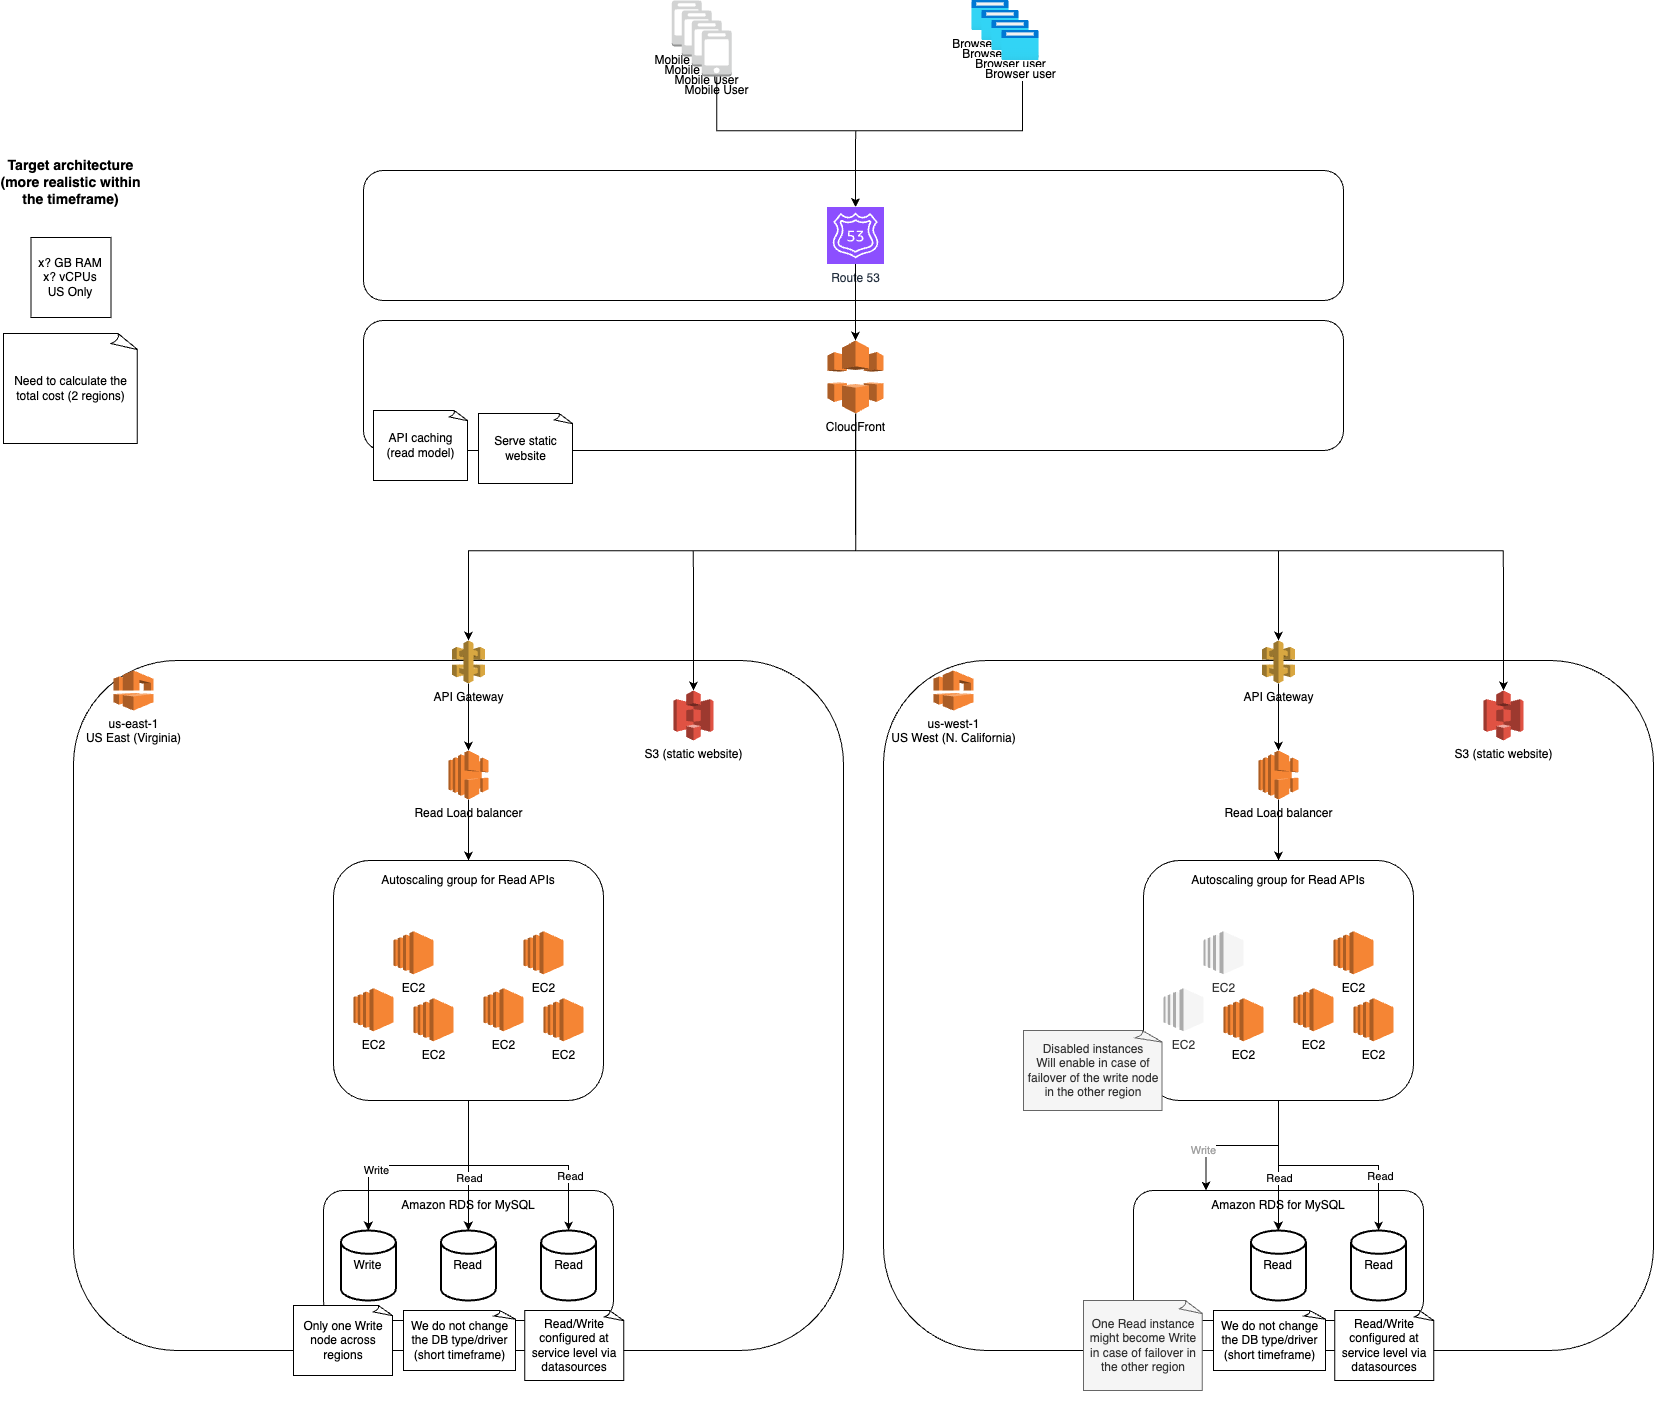 Mobile
Mobile
Mobile User
Mobile User
Browse
Browse
Browser user
Browser user
Target architecture
(more realistic within
the timeframe)
x? GB RAM
x? vCPUs
US Only
Need to calculate the
total cost (2 regions)
53
Route 53
CloudFront
API caching
(read model)
Serve static
website
us-east-1
US East (Virginia)
API Gateway
S3 (static website)
Read Load balancer
Autoscaling group for Read APIs
EC2
EC2
EC2
EC2
EC2
EC2
Write
Read
Read
Amazon RDS for MySQL
Write
Read
Read
Only one Write
node across
regions
We do not change
the DB type/driver
(short timeframe)
Read/Write
configured at
service level via
datasources
us-west-1
US West (N. California)
API Gateway
S3 (static website)
Read Load balancer
Autoscaling group for Read APIs
EC2
EC2
EC2
EC2
EC2
EC2
Disabled instances
Will enable in case of
failover of the write node
in the other region
Write
Read
Read
Amazon RDS for MySQL
Read
Read
One Read instance
might become Write
in case of failover in
the other region
We do not change
the DB type/driver
(short timeframe)
Read/Write
configured at
service level via
datasources